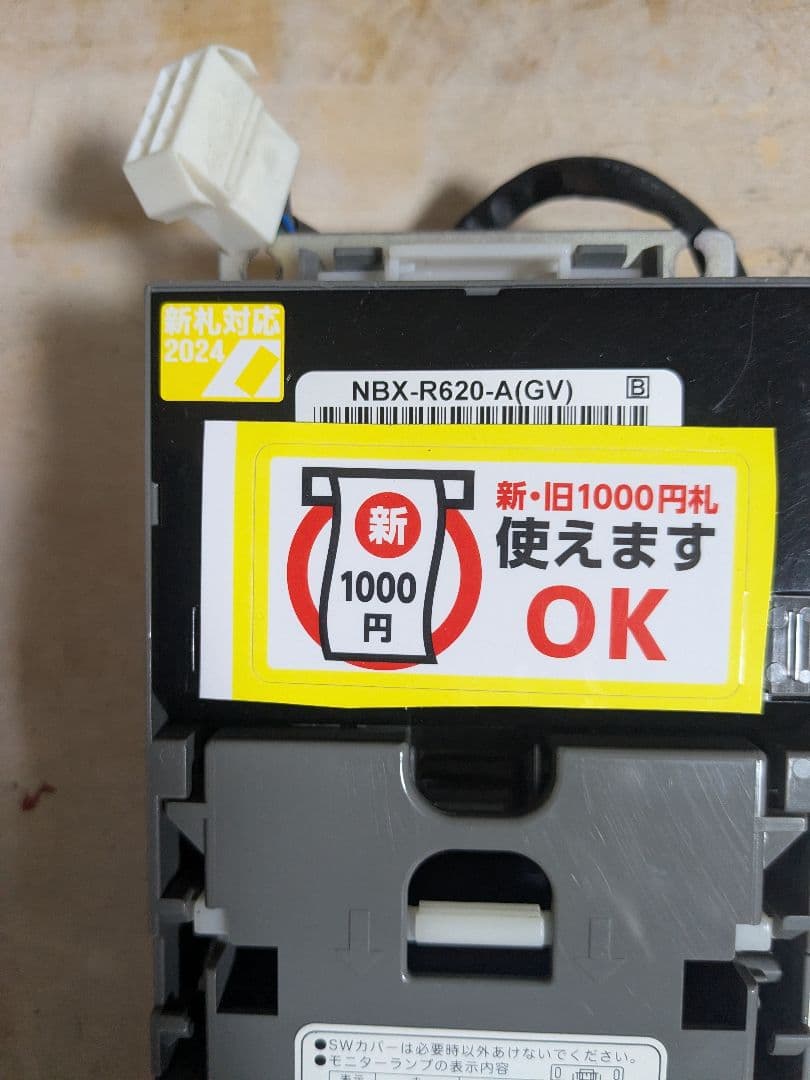 新札対応
2024
NBX-R620-A(GV) B
新・旧1000円札
使えます
OK
新
1000
円
●SWカバーは必要時以外あけないでください。
●モニターランプの表示内容
表示